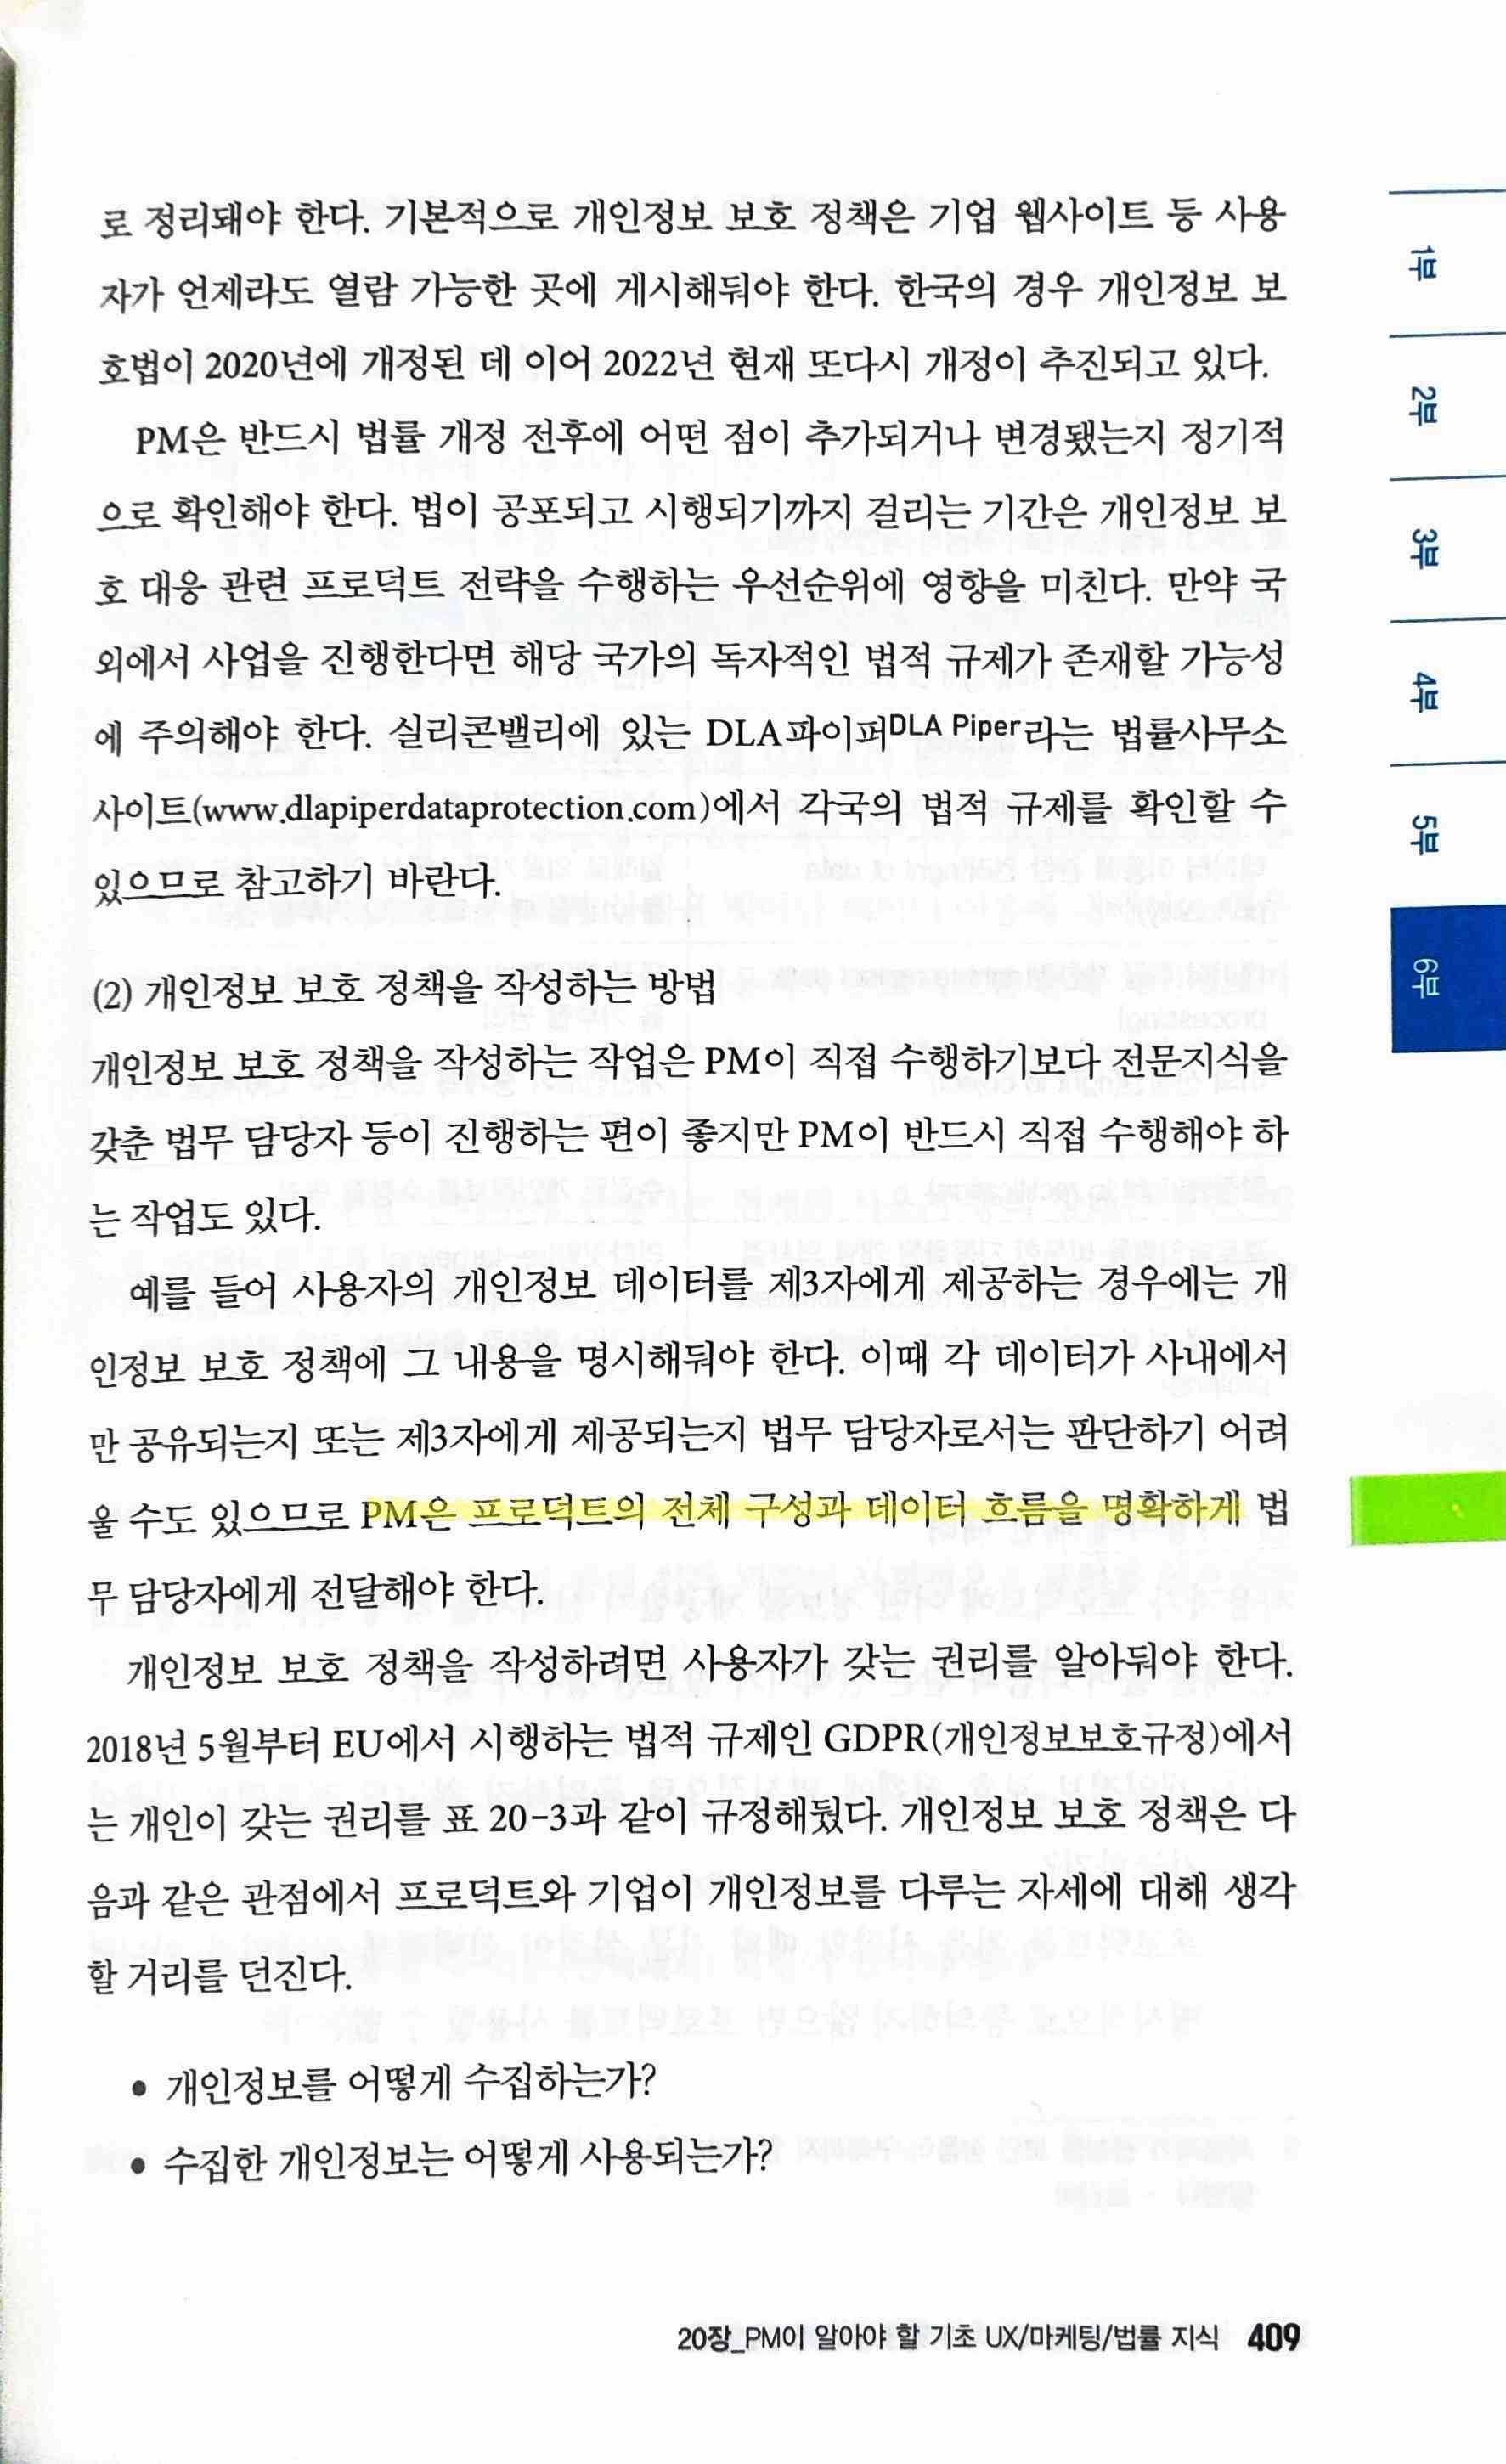 로 정리돼야 한다. 기본적으로 개인정보 보호 정책은 기업 웹사이트 등 사용
자가 언제라도 열람 가능한 곳에 게시해둬야 한다. 한국의 경우 개인정보 보
호법이 2020년에 개정된 데 이어 2022년 현재 또다시 개정이 추진되고 있다.
PM은 반드시 법률 개정 전후에 어떤 점이 추가되거나 변경됐는지 정기적
으로 확인해야 한다. 법이 공포되고 시행되기까지 걸리는 기간은 개인정보 보
호 대응 관련 프로덕트 전략을 수행하는 우선순위에 영향을 미친다. 만약 국
외에서 사업을 진행한다면 해당 국가의 독자적인 법적 규제가 존재할 가능성
에 주의해야 한다. 실리콘밸리에 있는 DLA파이퍼DLA Piper라는 법률사무소
사이트(www.dlapiperdataprotection.com)에서 각국의 법적 규제를 확인할 수
있으므로 참고하기 바란다.
(2) 개인정보 보호 정책을 작성하는 방법
개인정보 보호 정책을 작성하는 작업은 PM이 직접 수행하기보다 전문지식을
갖춘 법무 담당자 등이 진행하는 편이 좋지만 PM이 반드시 직접 수행해야 하
는 작업도 있다.
예를 들어 사용자의 개인정보 데이터를 제3자에게 제공하는 경우에는 개
인정보 보호 정책에 그 내용을 명시해둬야 한다. 이때 각 데이터가 사내에서
만 공유되는지 또는 제3자에게 제공되는지 법무 담당자로서는 판단하기 어려
울 수도 있으므로 PM은 프로덕트의 전체 구성과 데이터 흐름을 명확하게 법
무 담당자에게 전달해야 한다.
개인정보 보호 정책을 작성하려면 사용자가 갖는 권리를 알아둬야 한다.
2018년 5월부터 EU에서 시행하는 법적 규제인 GDPR(개인정보보호규정)에서
는 개인이 갖는 권리를 표 20-3과 같이 규정해뒀다. 개인정보 보호 정책은 다
음과 같은 관점에서 프로덕트와 기업이 개인정보를 다루는 자세에 대해 생각
할 거리를 던진다.
• 개인정보를 어떻게 수집하는가?
• 수집한 개인정보는 어떻게 사용되는가?
20장_PM이 알아야 할 기초 UX/마케팅/법률 지식 409
1부
2부
3부
4부
5부
6부